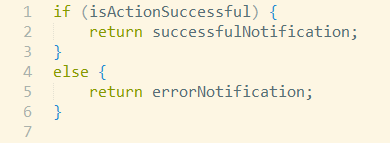 1 if (isActionSuccessful) {
2     return successfulNotification;
3 }
4 else {
5     return errorNotification;
6 }
7